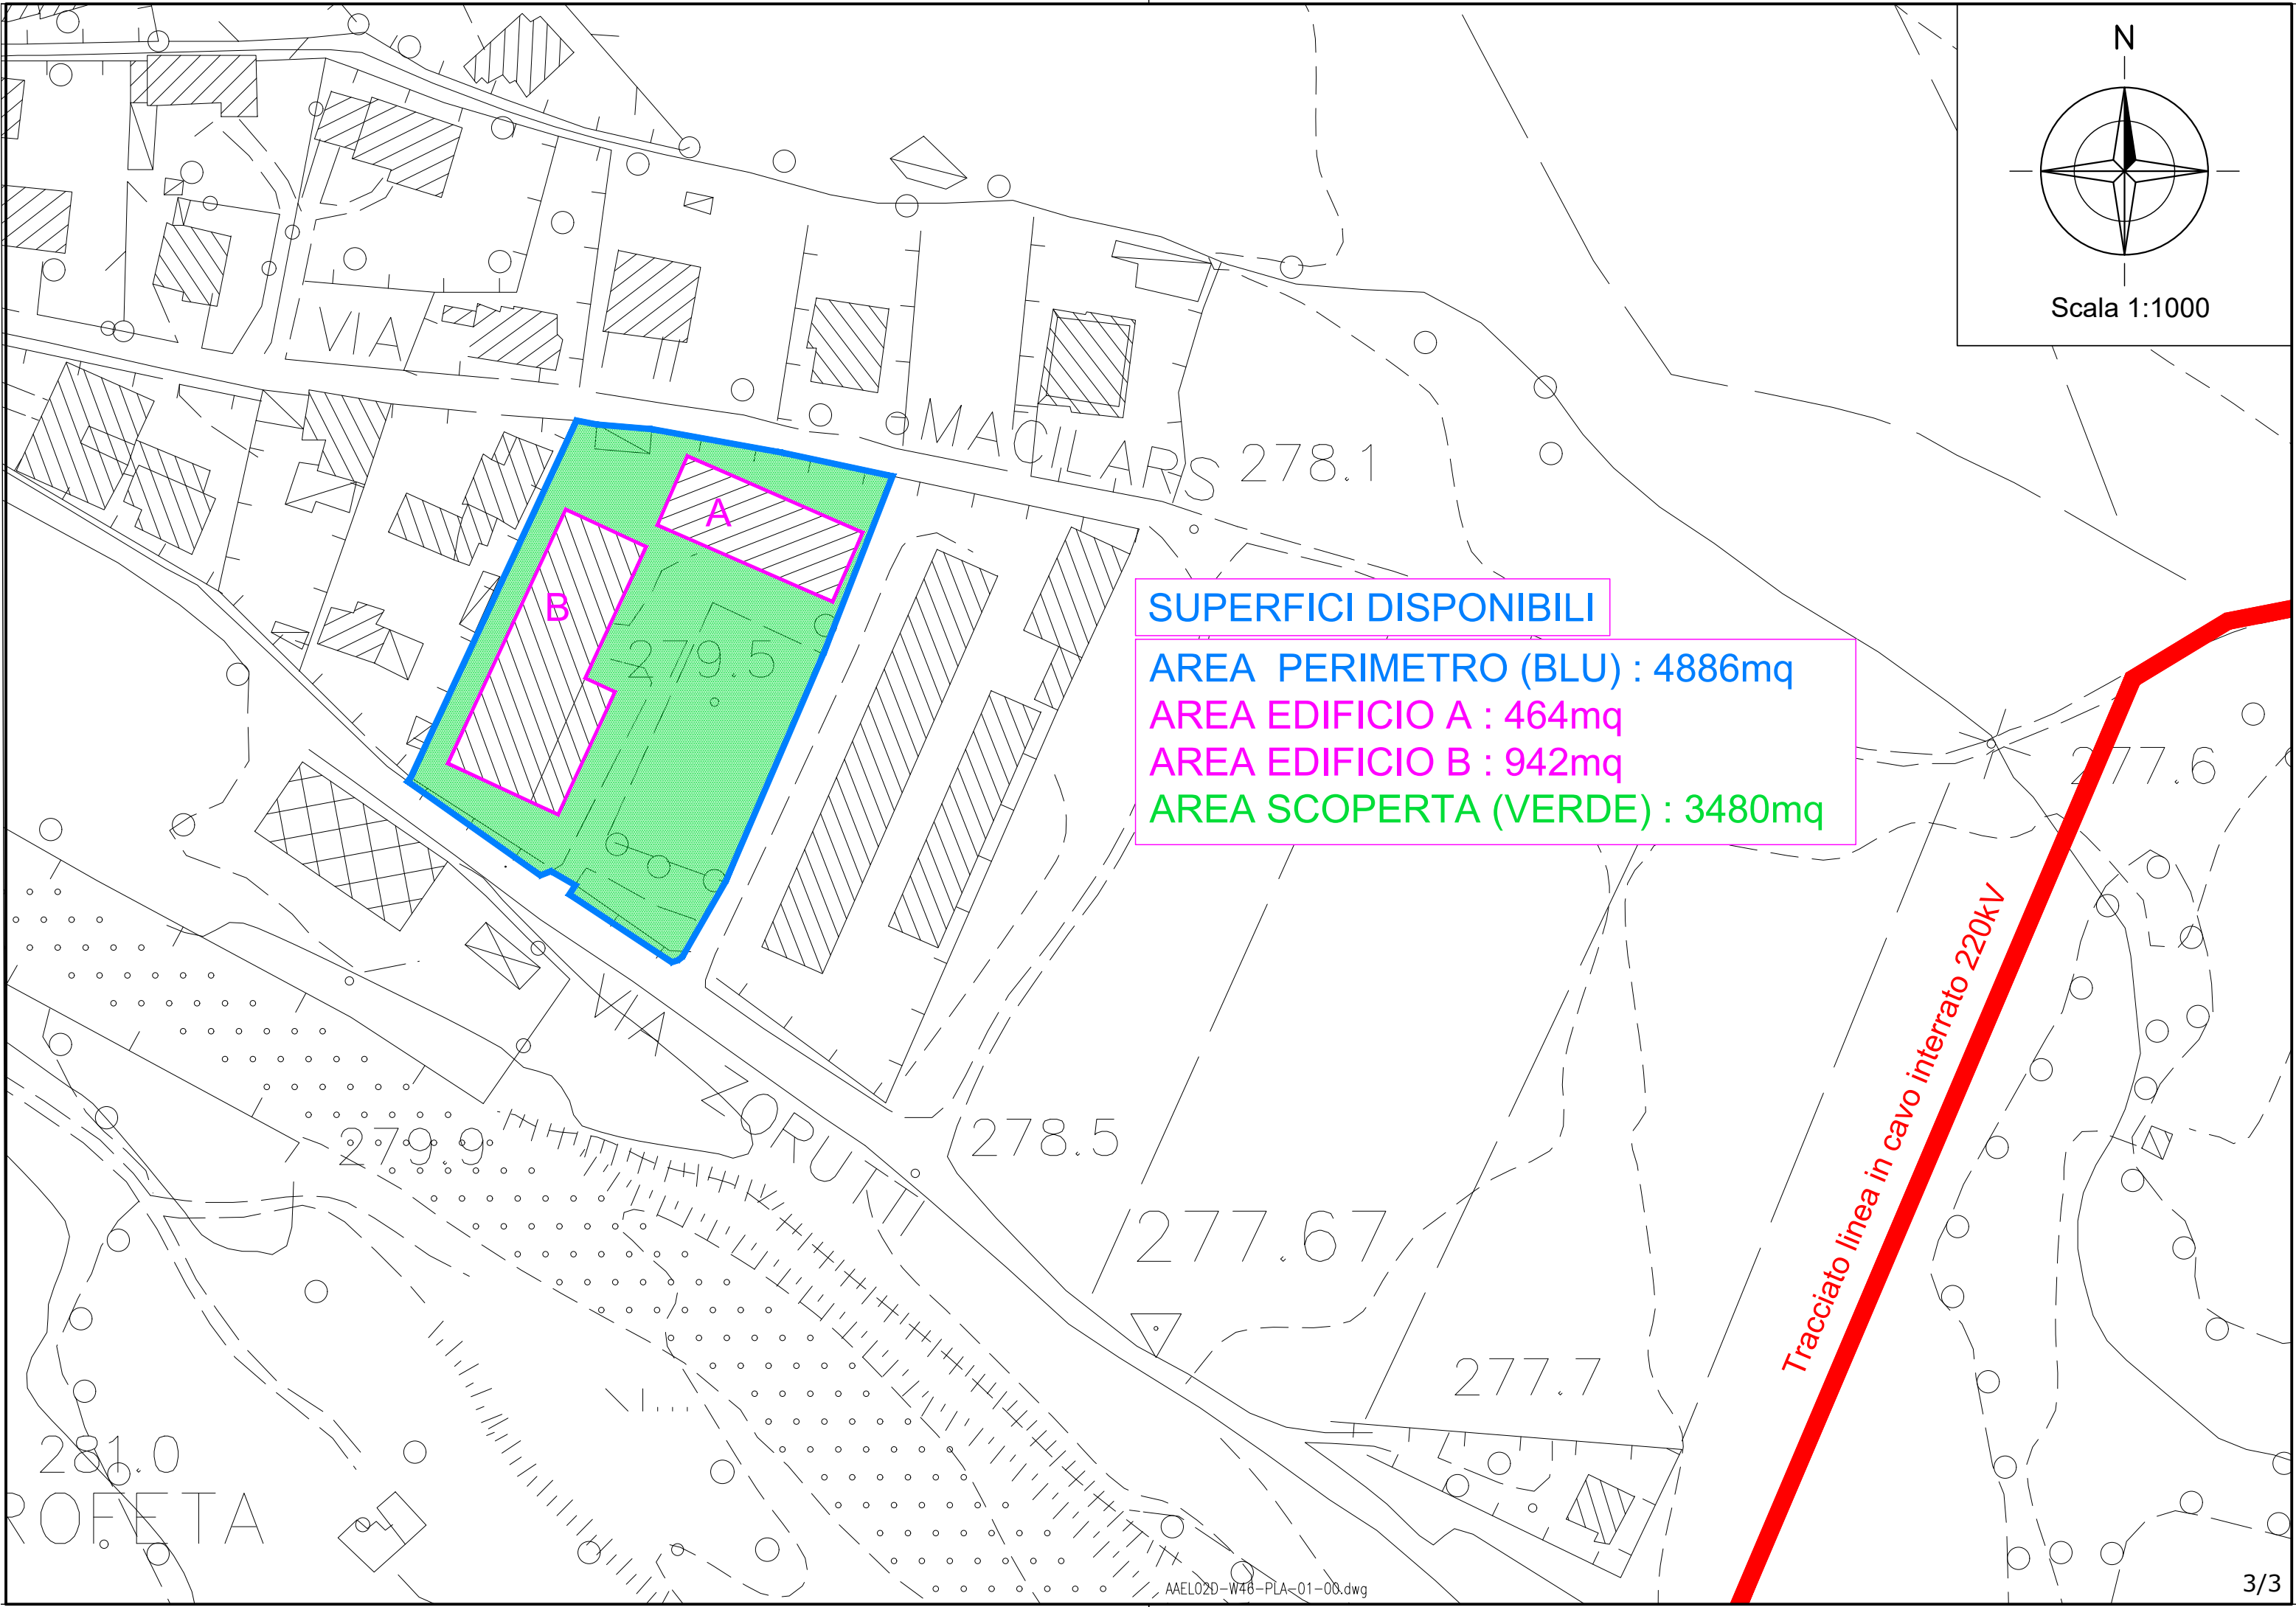 N
Scala 1:1000
VIA
MACILARS
278.1
A
B
279.5
SUPERFICI DISPONIBILI
AREA PERIMETRO (BLU) : 4886mq
AREA EDIFICIO A : 464mq
AREA EDIFICIO B : 942mq
AREA SCOPERTA (VERDE) : 3480mq
277.6
Tracciato linea in cavo interrato 220kV
VIA ZORUTTI
279.9
278.5
277.67
277.7
281.0
ROFETA
AAEL02D-W46-PLA-01-00.dwg
3/3